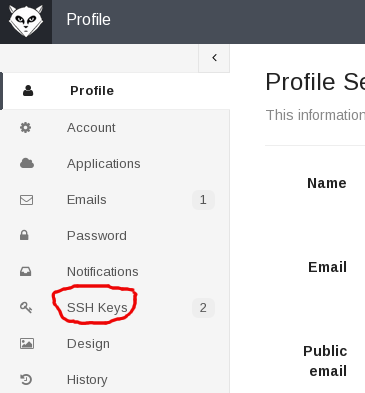 Profile
Profile
Account
Applications
Emails 1
Password
Notifications
SSH Keys 2
Design
History
Profile Se
This information
Name
Email
Public
email